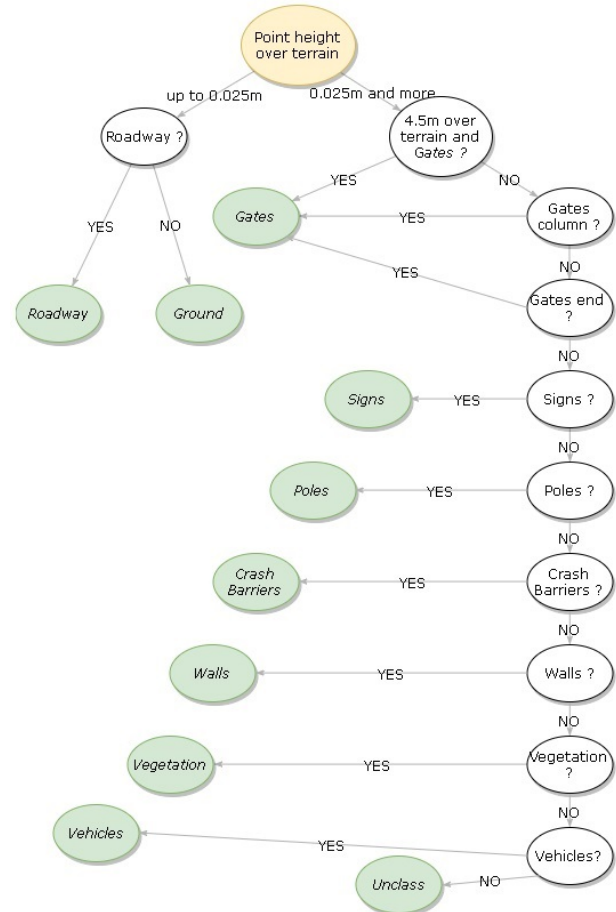 Point height
over terrain
up to 0.025m
0.025m and more
Roadway ?
4.5m over
terrain and
Gates ?
YES
NO
YES
NO
Gates
YES
Gates
column ?
YES
NO
Roadway
Ground
Gates end
?
NO
Signs
YES
Signs ?
NO
Poles
YES
Poles ?
NO
Crash
Barriers
YES
Crash
Barriers ?
NO
Walls
YES
Walls ?
NO
Vegetation
YES
Vegetation
?
NO
Vehicles
YES
Vehicles?
Unclass
NO